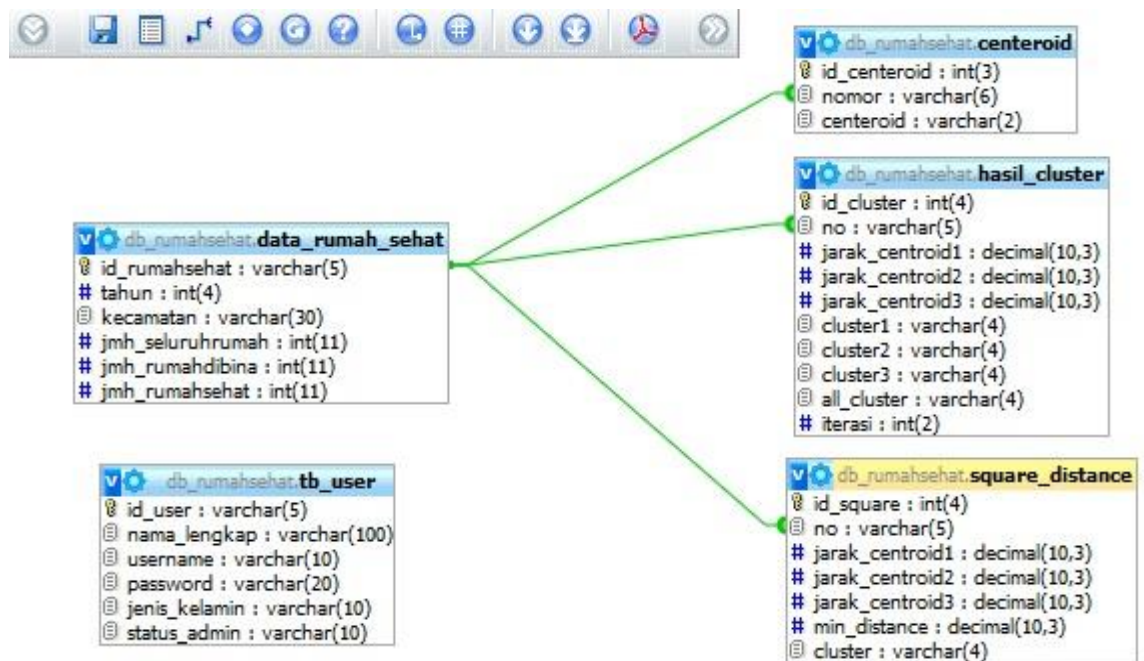 db_rumahsehat.centeroid
id_centeroid : int(3)
nomor : varchar(6)
centeroid : varchar(2)
db_rumahsehat.hasil_cluster
id_cluster : int(4)
no : varchar(5)
# jarak_centroid1 : decimal(10,3)
# jarak_centroid2 : decimal(10,3)
# jarak_centroid3 : decimal(10,3)
cluster1 : varchar(4)
cluster2 : varchar(4)
cluster3 : varchar(4)
all_cluster : varchar(4)
# iterasi : int(2)
db_rumahsehat.data_rumah_sehat
id_rumahsehat : varchar(5)
# tahun : int(4)
kecamatan : varchar(30)
# jmh_seluruhrumah : int(11)
# jmh_rumahdibina : int(11)
# jmh_rumahsehat : int(11)
db_rumahsehat.tb_user
id_user : varchar(5)
nama_lengkap : varchar(100)
username : varchar(10)
password : varchar(20)
jenis_kelamin : varchar(10)
status_admin : varchar(10)
db_rumahsehat.square_distance
id_square : int(4)
no : varchar(5)
# jarak_centroid1 : decimal(10,3)
# jarak_centroid2 : decimal(10,3)
# jarak_centroid3 : decimal(10,3)
# min_distance : decimal(10,3)
cluster : varchar(4)